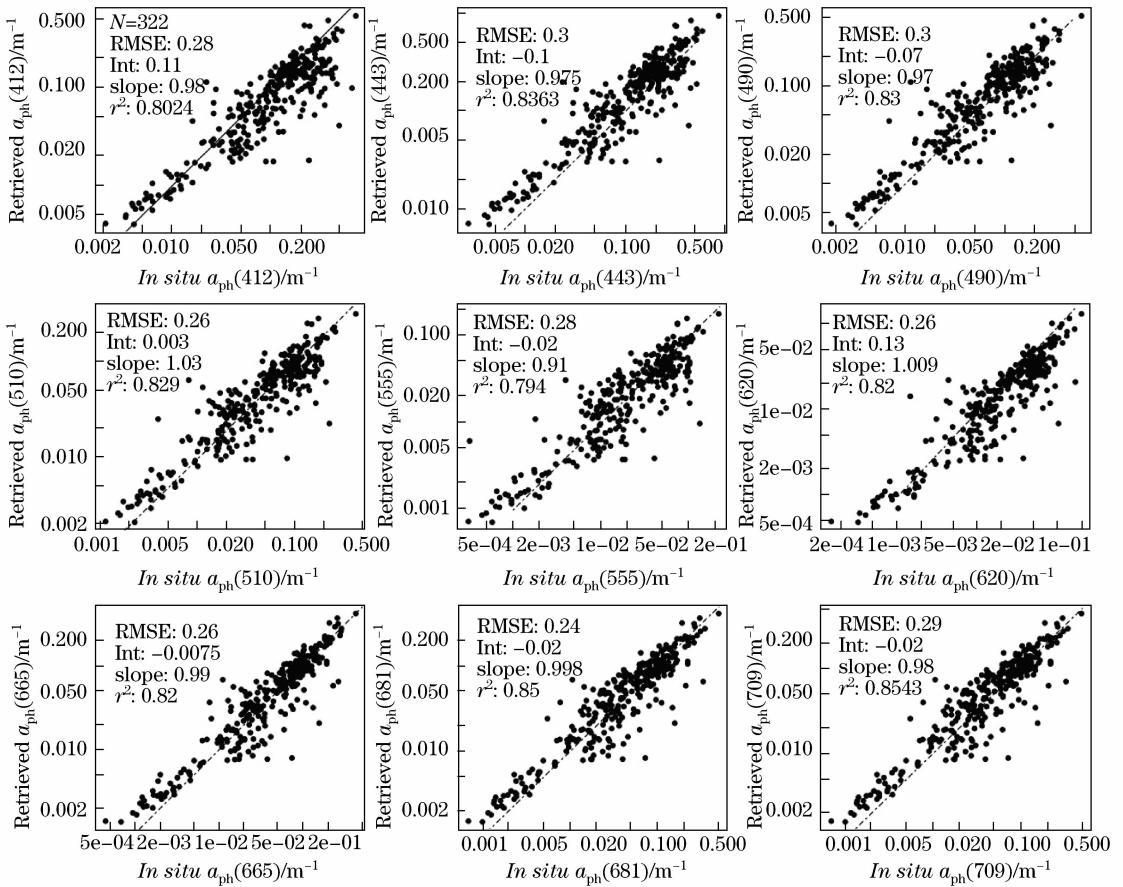 0.500
0.100
0.020
0.005
Retrieved aph(412)/m−1
N=322
RMSE: 0.28
Int: 0.11
slope: 0.98
r2: 0.8024
0.002 0.010 0.050 0.200
In situ aph(412)/m−1
0.500
0.200
0.005
0.010
Retrieved aph(443)/m−1
RMSE: 0.3
Int: −0.1
slope: 0.975
r2: 0.8363
0.005 0.020 0.100 0.500
In situ aph(443)/m−1
0.500
0.100
0.020
0.005
Retrieved aph(490)/m−1
RMSE: 0.3
Int: −0.07
slope: 0.97
r2: 0.83
0.002 0.010 0.050 0.200
In situ aph(490)/m−1
0.200
0.050
0.010
0.002
Retrieved aph(510)/m−1
RMSE: 0.26
Int: 0.003
slope: 1.03
r2: 0.829
0.001 0.005 0.020 0.100 0.500
In situ aph(510)/m−1
0.100
0.020
0.005
0.001
Retrieved aph(555)/m−1
RMSE: 0.28
Int: −0.02
slope: 0.91
r2: 0.794
5e−04 2e−03 1e−02 5e−02 2e−01
In situ aph(555)/m−1
5e−02
1e−02
2e−03
5e−04
Retrieved aph(620)/m−1
RMSE: 0.26
Int: 0.13
slope: 1.009
r2: 0.82
2e−04 1e−03 5e−03 2e−02 1e−01
In situ aph(620)/m−1
0.200
0.050
0.010
0.002
Retrieved aph(665)/m−1
RMSE: 0.26
Int: −0.0075
slope: 0.99
r2: 0.82
5e−04 2e−03 1e−02 5e−02 2e−01
In situ aph(665)/m−1
0.200
0.050
0.010
0.002
Retrieved aph(681)/m−1
RMSE: 0.24
Int: −0.02
slope: 0.998
r2: 0.85
0.001 0.005 0.020 0.100 0.500
In situ aph(681)/m−1
0.200
0.050
0.010
0.002
Retrieved aph(709)/m−1
RMSE: 0.29
Int: −0.02
slope: 0.98
r2: 0.8543
0.001 0.005 0.020 0.100 0.500
In situ aph(709)/m−1